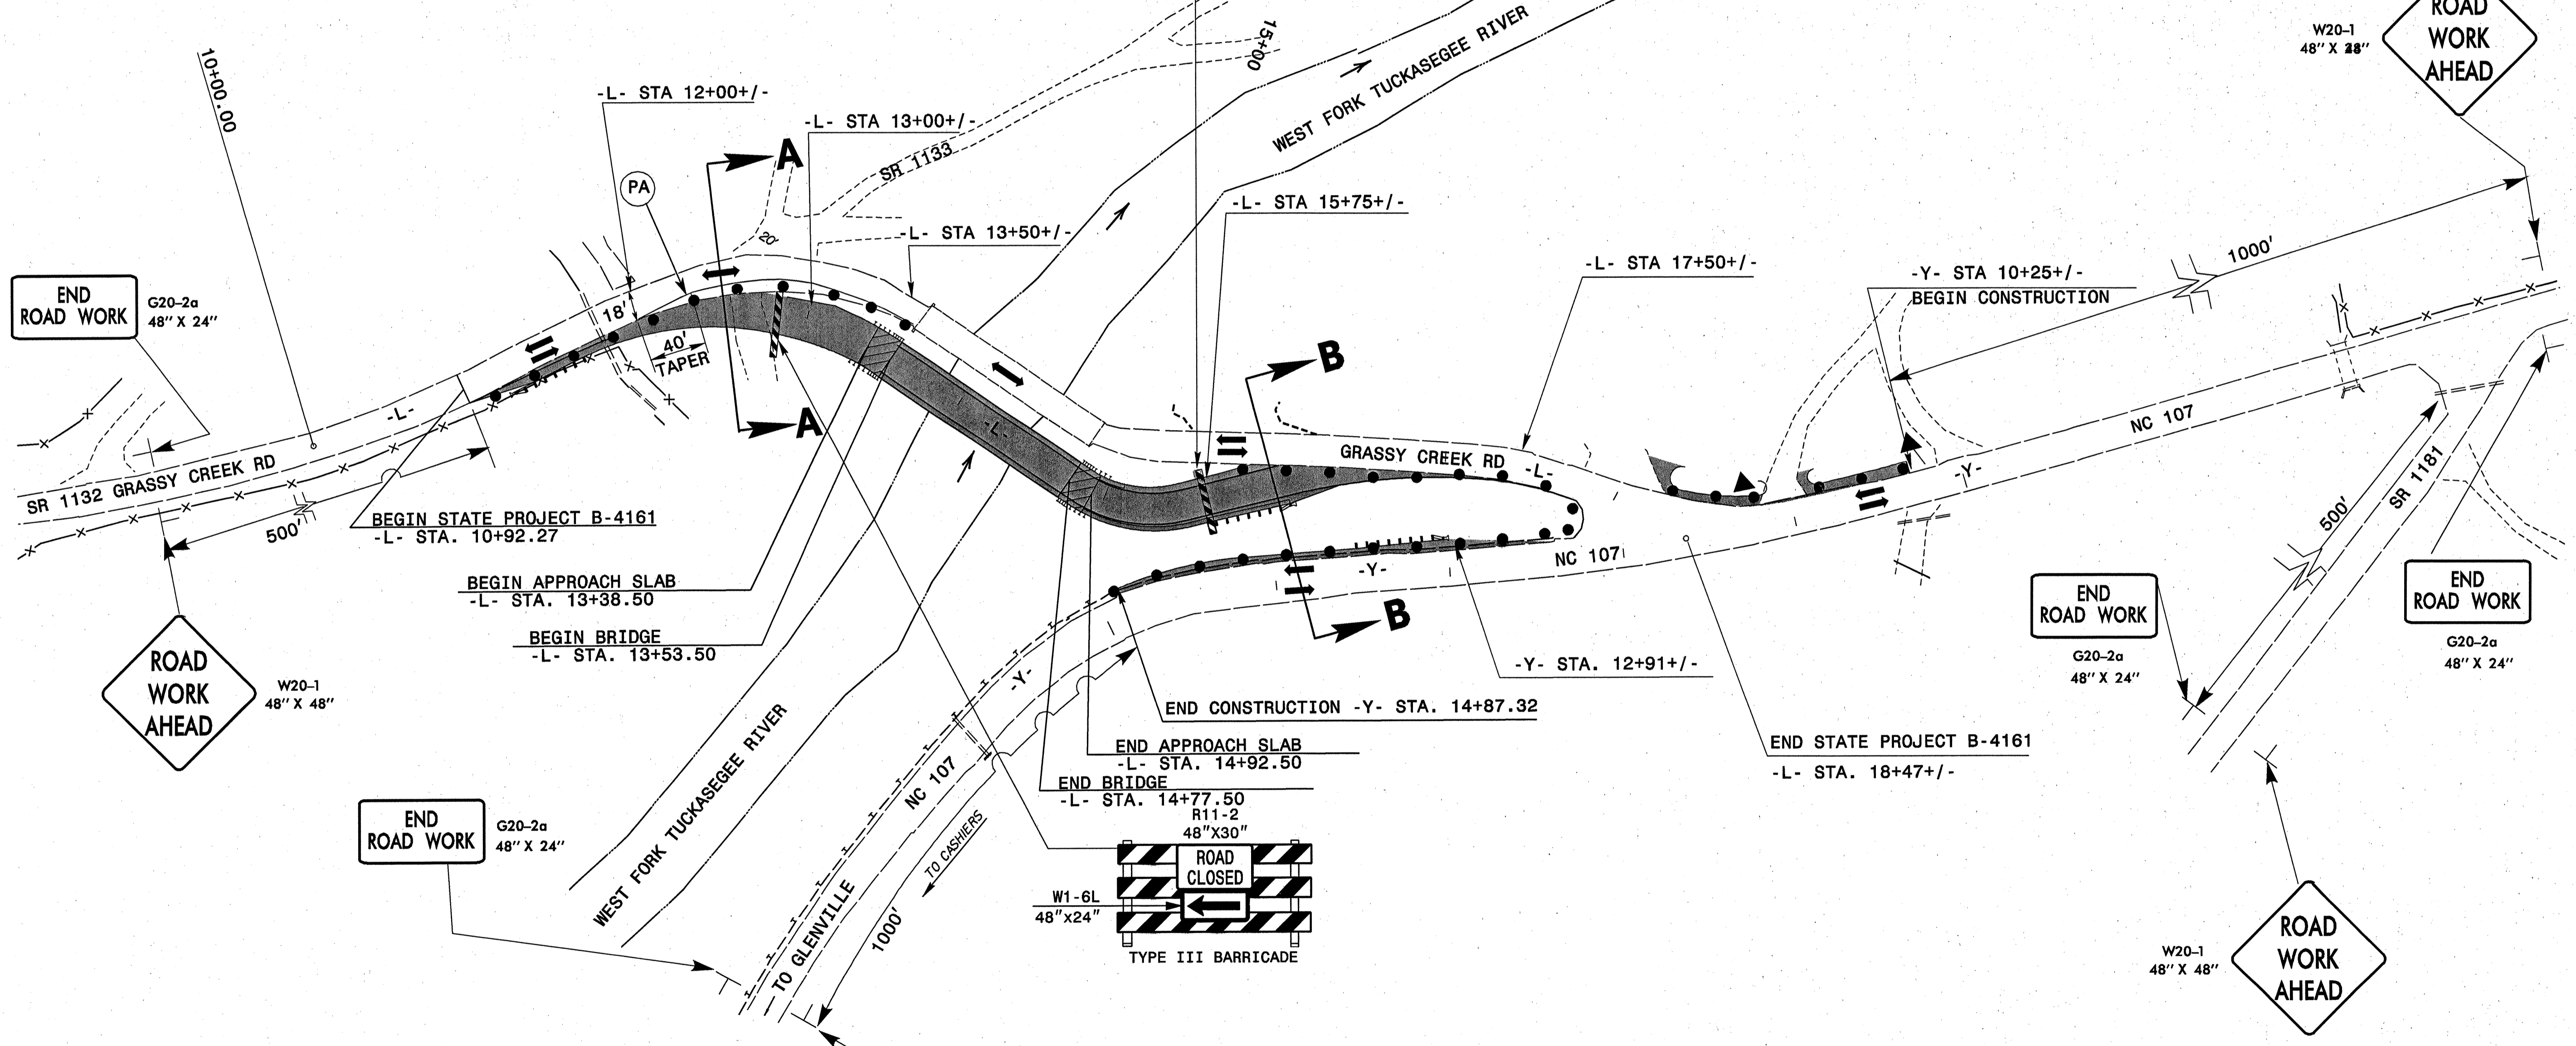 ROAD
WORK
AHEAD
W20-1
48" X
10+00.00
15+00
WEST FORK TUCKASEGEE RIVER
-L- STA 12+00+/-
-L- STA 13+00+/-
A
SR 1133
PA
20'
-L- STA 13+50+/-
-L- STA 15+75+/-
-L- STA 17+50+/-
-Y- STA 10+25+/-
BEGIN CONSTRUCTION
1000'
END
ROAD WORK
G20-2a
48" X 24"
18'
40'
TAPER
A
B
-L-
-L-
GRASSY CREEK RD
-L-
NC 107
-Y-
SR 1181
SR 1132 GRASSY CREEK RD
500'
BEGIN STATE PROJECT B-4161
-L- STA. 10+92.27
500'
NC 107
-Y-
BEGIN APPROACH SLAB
-L- STA. 13+38.50
END
ROAD WORK
G20-2a
48" X 24"
END
ROAD WORK
G20-2a
48" X 24"
B
BEGIN BRIDGE
-L- STA. 13+53.50
-Y- STA. 12+91+/-
ROAD
WORK
AHEAD
W20-1
48" X 48"
-Y-
END CONSTRUCTION -Y- STA. 14+87.32
END APPROACH SLAB
-L- STA. 14+92.50
END STATE PROJECT B-4161
-L- STA. 18+47+/-
END BRIDGE
-L- STA. 14+77.50
WEST FORK TUCKASEGEE RIVER
NC 107
TO CASHIERS
END
ROAD WORK
G20-2a
48" X 24"
R11-2
48"X30"
ROAD
CLOSED
W1-6L
48"x24"
TYPE III BARRICADE
TO GLENVILLE
1000'
ROAD
WORK
AHEAD
W20-1
48" X 48"